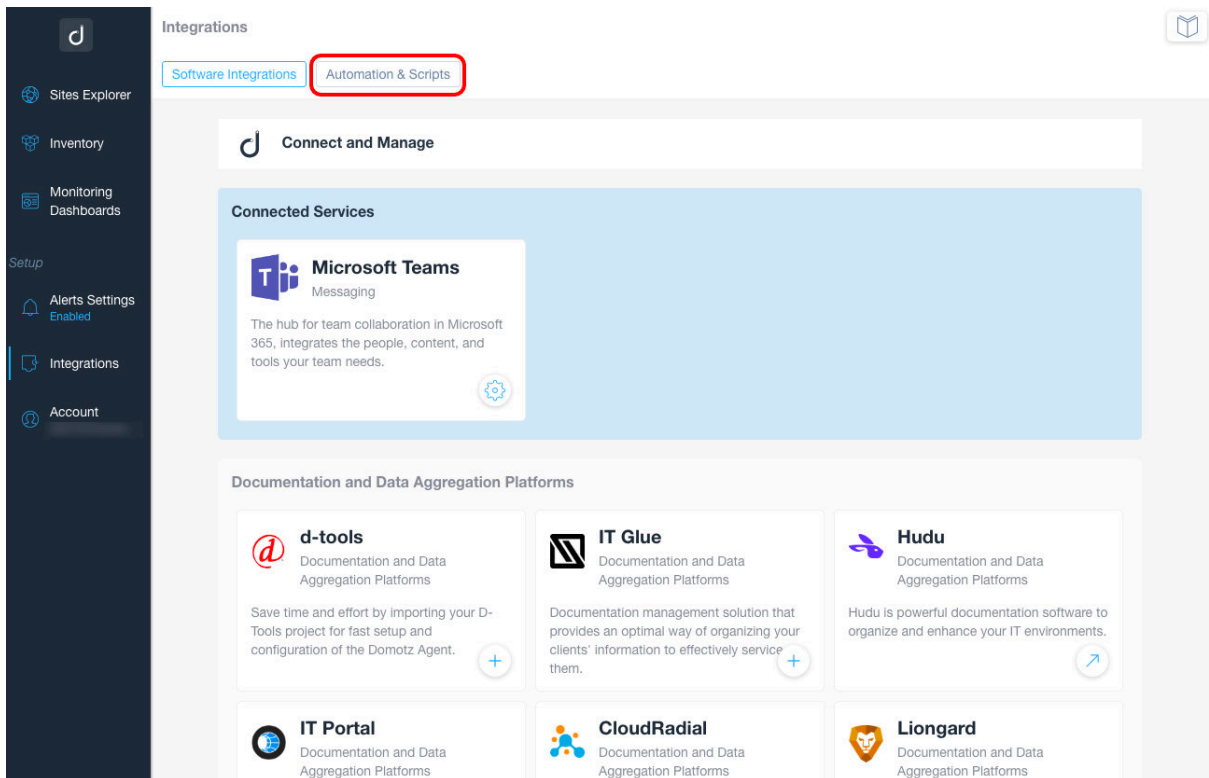 Integrations
Software Integrations
Automation & Scripts
Sites Explorer
Inventory
Monitoring
Dashboards
Setup
Alerts Settings
Enabled
Integrations
Account
Connect and Manage
Connected Services
Microsoft Teams
Messaging
The hub for team collaboration in Microsoft
365, integrates the people, content, and
tools your team needs.
Documentation and Data Aggregation Platforms
d-tools
Documentation and Data
Aggregation Platforms
Save time and effort by importing your D-
Tools project for fast setup and
configuration of the Domotz Agent.
IT Glue
Documentation and Data
Aggregation Platforms
Documentation management solution that
provides an optimal way of organizing your
clients' information to effectively service
them.
Hudu
Documentation and Data
Aggregation Platforms
Hudu is powerful documentation software to
organize and enhance your IT environments.
IT Portal
Documentation and Data
Aggregation Platforms
CloudRadial
Documentation and Data
Aggregation Platforms
Liongard
Documentation and Data
Aggregation Platforms